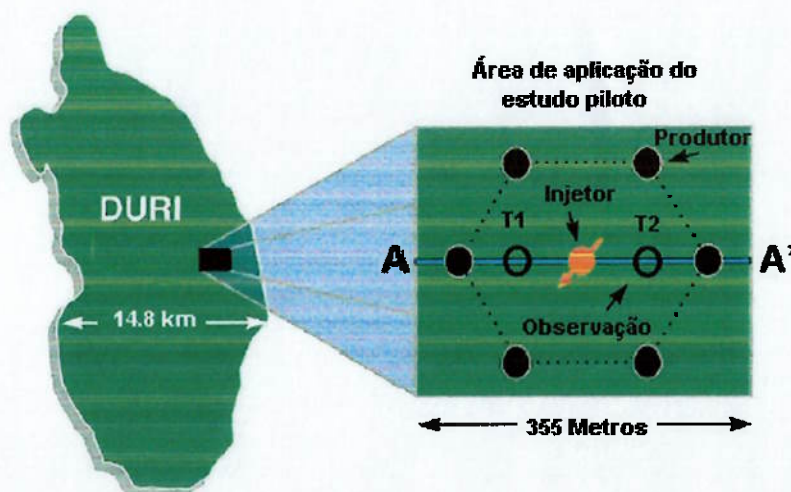 Área de aplicação do
estudo piloto
Produtor
Injetor
DURI
T1
T2
A
A'
14.8 km
Observação
355 Metros